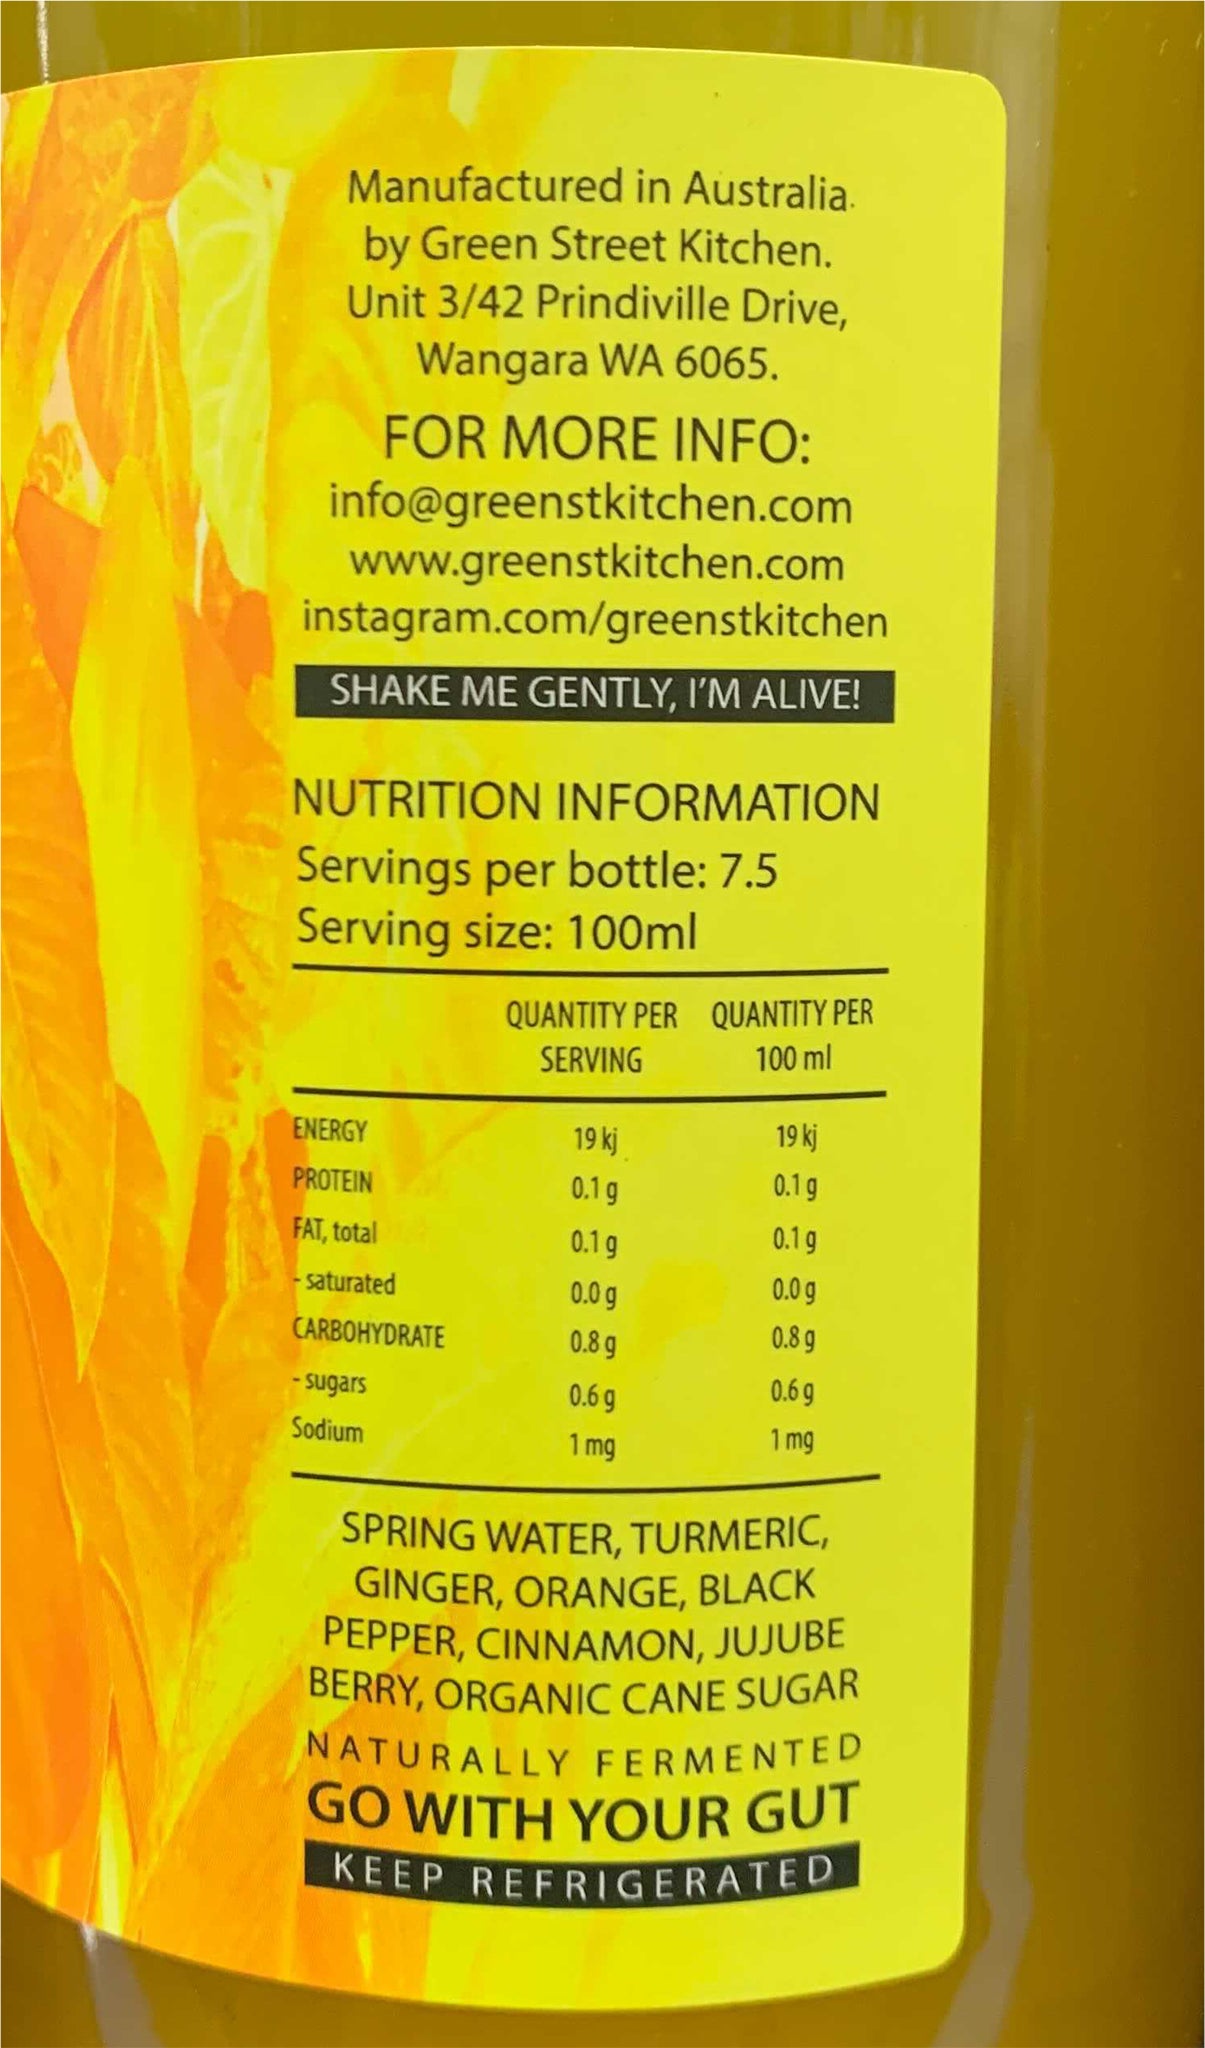 Manufactured in Australia.
by Green Street Kitchen.
Unit 3/42 Prindiville Drive,
Wangara WA 6065.
FOR MORE INFO:
info@greenstkitchen.com
www.greenstkitchen.com
instagram.com/greenstkitchen
SHAKE ME GENTLY, I'M ALIVE!
NUTRITION INFORMATION
Servings per bottle: 7.5
Serving size: 100ml
QUANTITY PER SERVING QUANTITY PER 100 ml
ENERGY 19 kj 19 kj
PROTEIN 0.1 g 0.1 g
FAT, total 0.1 g 0.1 g
- saturated 0.0 g 0.0 g
CARBOHYDRATE 0.8 g 0.8 g
- sugars 0.6 g 0.6 g
Sodium 1 mg 1 mg
SPRING WATER, TURMERIC,
GINGER, ORANGE, BLACK
PEPPER, CINNAMON, JUJUBE
BERRY, ORGANIC CANE SUGAR
NATURALLY FERMENTED
GO WITH YOUR GUT
KEEP REFRIGERATED